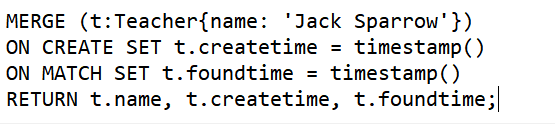 MERGE (t:Teacher{name: 'Jack Sparrow'})
ON CREATE SET t.createtime = timestamp()
ON MATCH SET t.foundtime = timestamp()
RETURN t.name, t.createtime, t.foundtime;